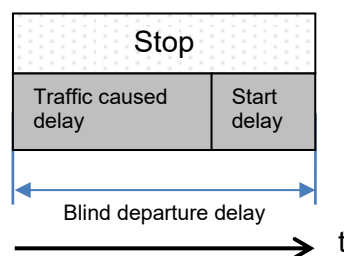 Stop
Traffic caused
delay
Start
delay
Blind departure delay
t